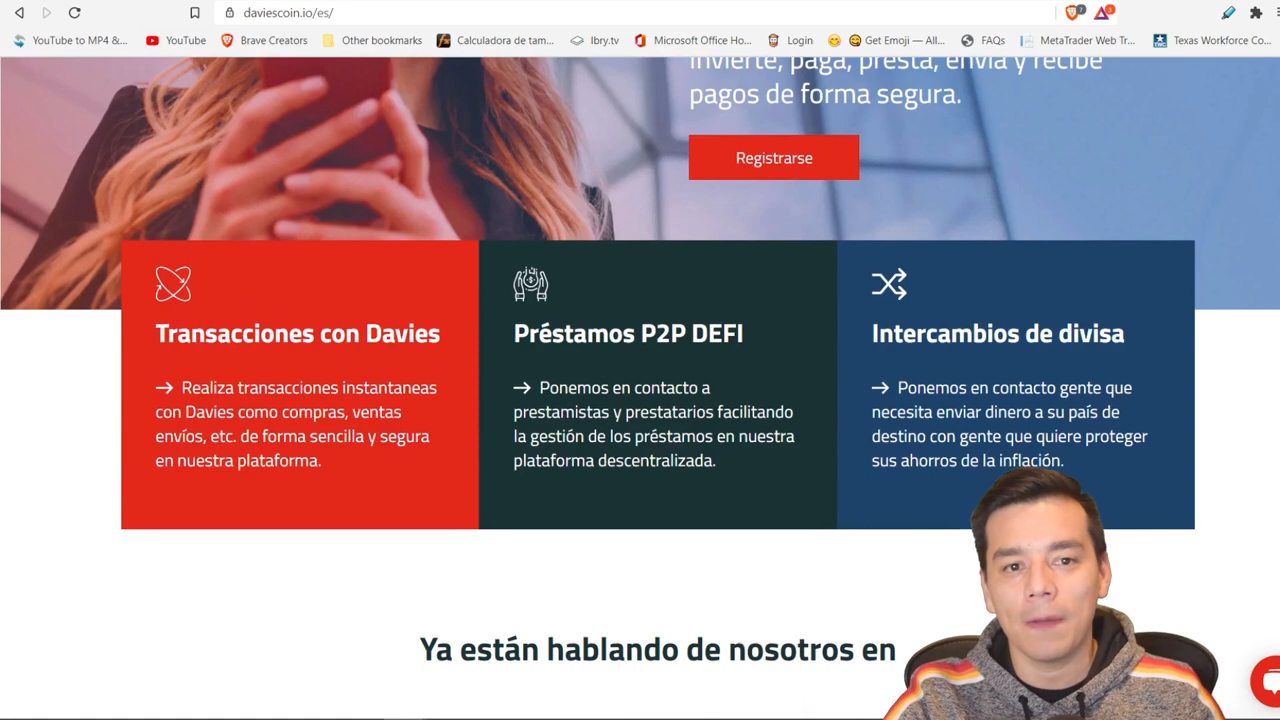 daviescoin.io/es/
YouTube to MP4 &... YouTube Brave Creators Other bookmarks Calculadora de tam... lbry.tv Microsoft Office Ho... Login Get Emoji — All... FAQs MetaTrader Web Tr... Texas Workforce Co...
Invierte, paga, presta, envía y recibe
pagos de forma segura.
Registrarse
Transacciones con Davies
→ Realiza transacciones instantaneas
con Davies como compras, ventas
envíos, etc. de forma sencilla y segura
en nuestra plataforma.
Préstamos P2P DEFI
→ Ponemos en contacto a
prestamistas y prestatarios facilitando
la gestión de los préstamos en nuestra
plataforma descentralizada.
Intercambios de divisa
→ Ponemos en contacto gente que
necesita enviar dinero a su país de
destino con gente que quiere proteger
sus ahorros de la inflación.
Ya están hablando de nosotros en